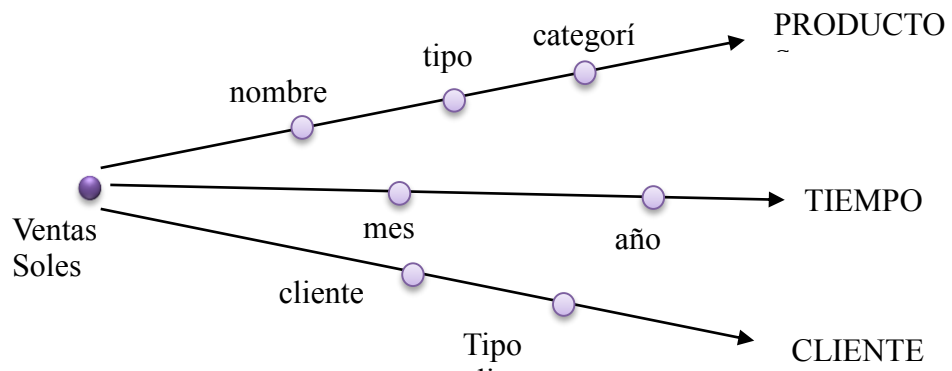 PRODUCTO
categorí
tipo
nombre
TIEMPO
Ventas
Soles
mes
año
cliente
Tipo
CLIENTE